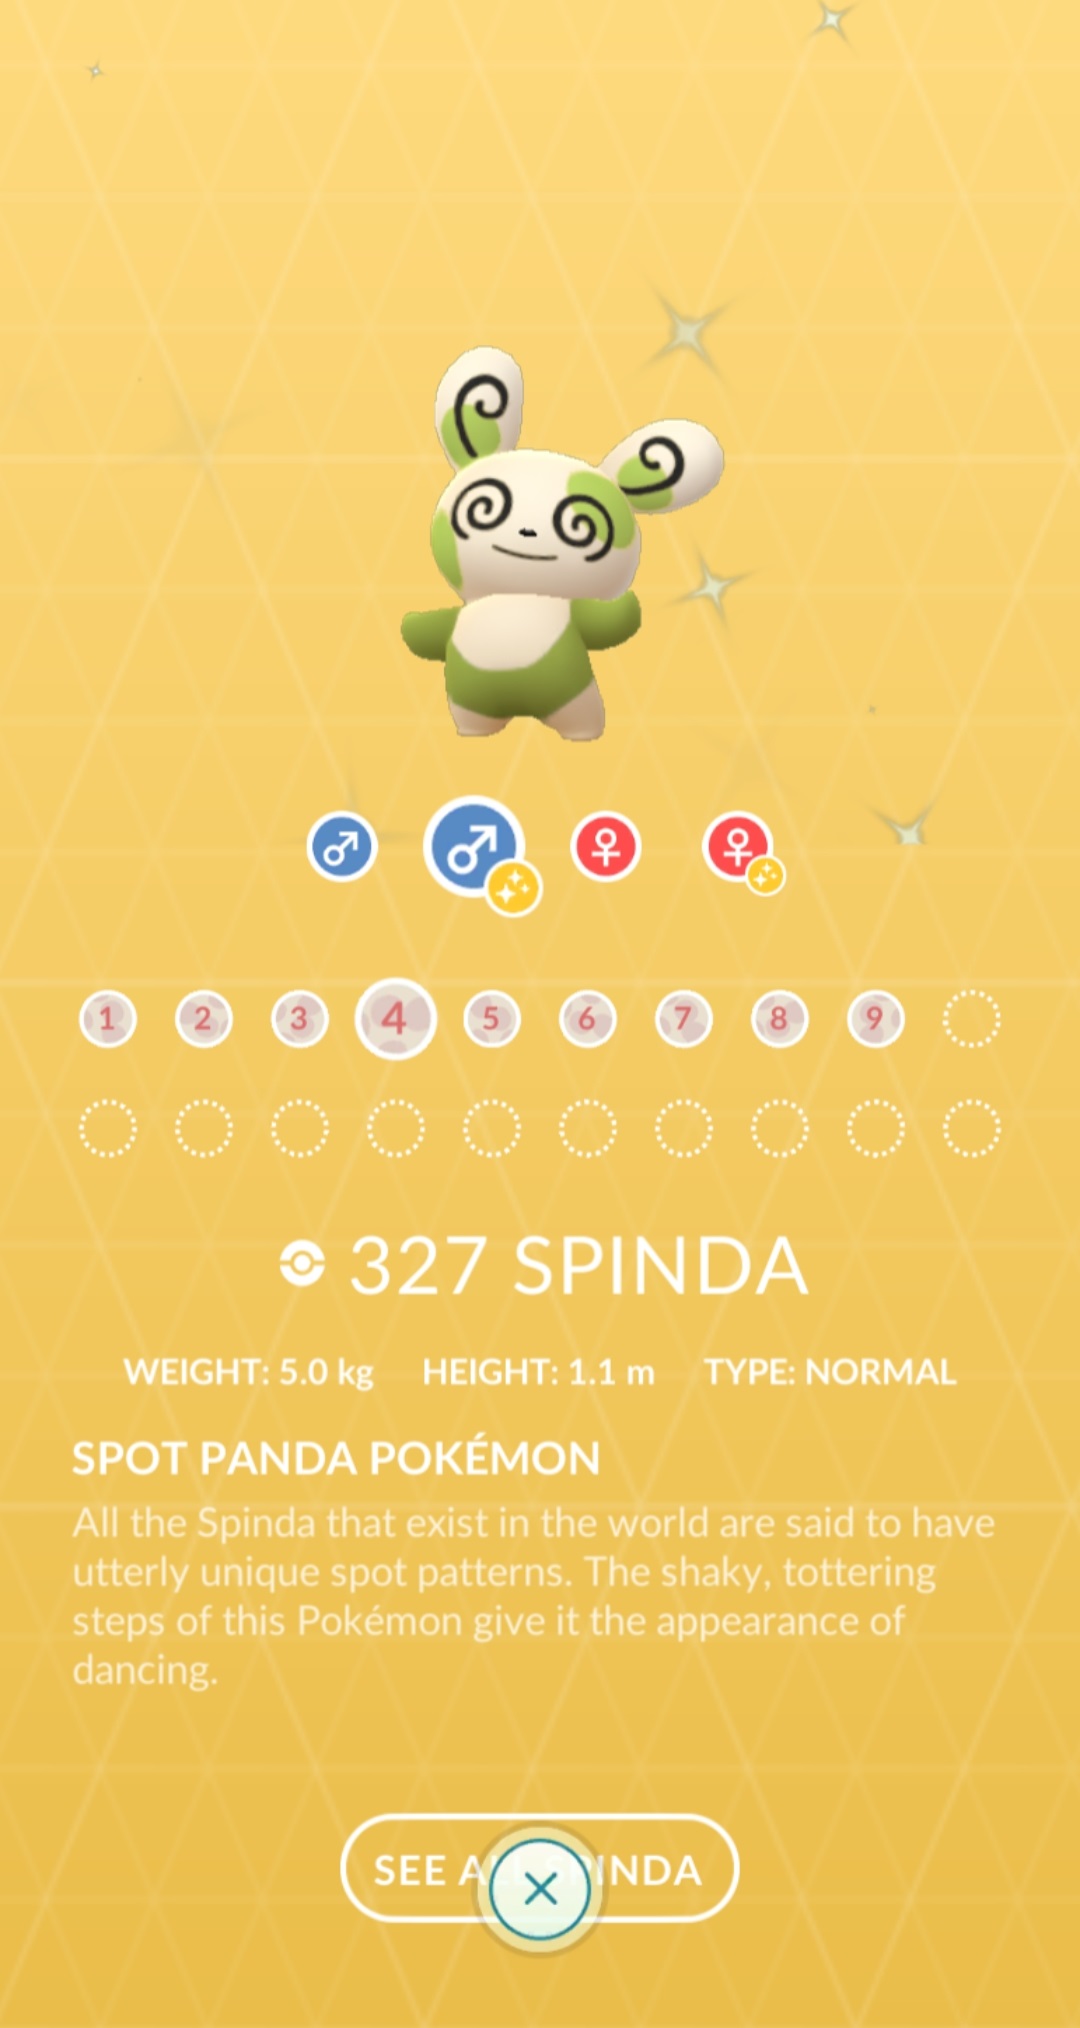 1 2 3 4 5 6 7 8 9
327 SPINDA
WEIGHT: 5.0 kg HEIGHT: 1.1 m TYPE: NORMAL
SPOT PANDA POKÉMON
All the Spinda that exist in the world are said to have
utterly unique spot patterns. The shaky, tottering
steps of this Pokémon give it the appearance of
dancing.
SEE ALL SPINDA